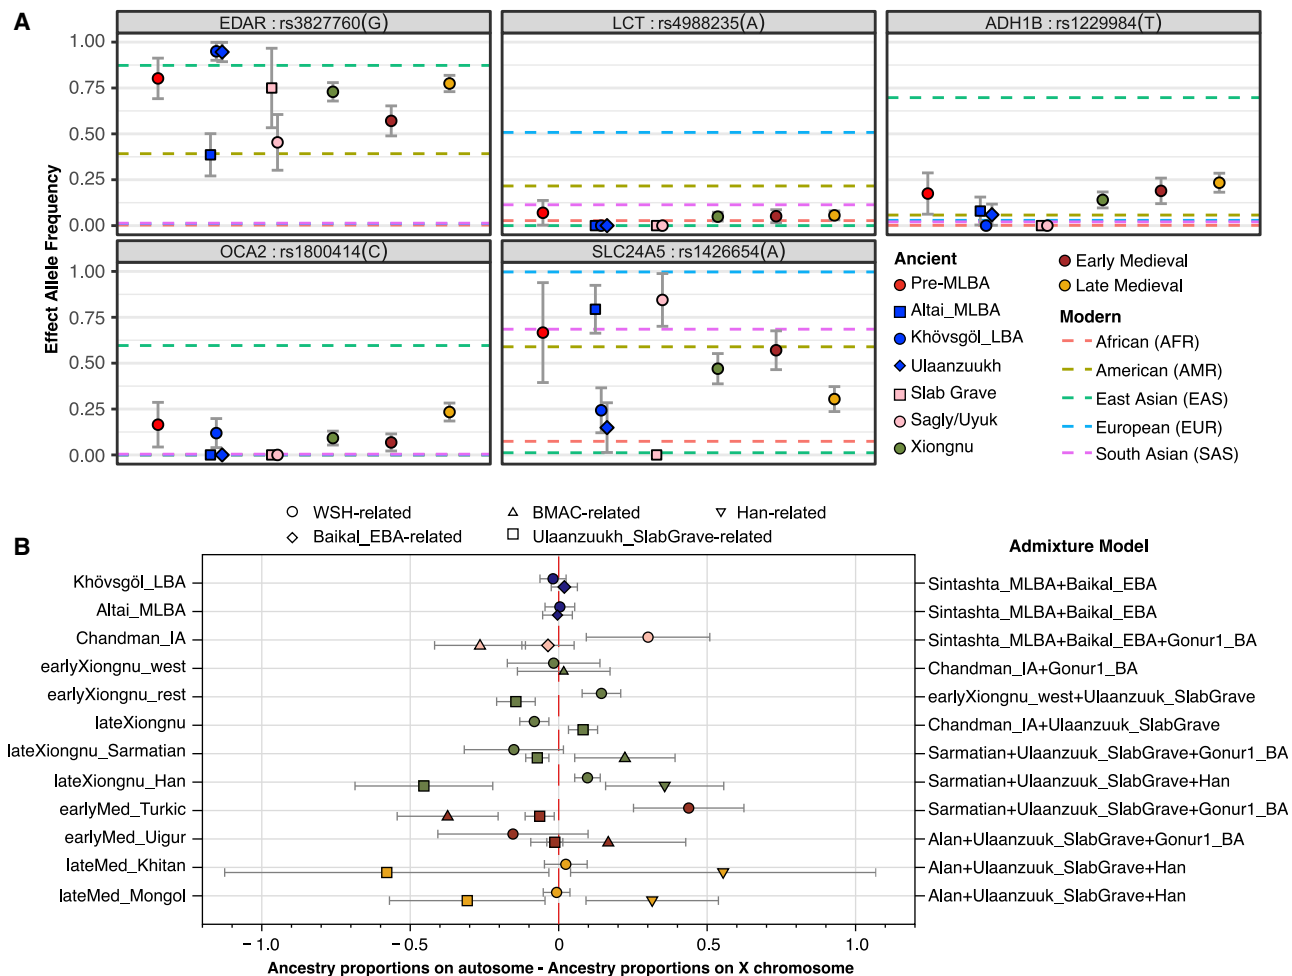 A
EDAR : rs3827760(G)
LCT : rs4988235(A)
ADH1B : rs1229984(T)
1.00
0.75
0.50
0.25
0.00
OCA2 : rs1800414(C)
SLC24A5 : rs1426654(A)
1.00
0.75
0.50
0.25
0.00
Effect Allele Frequency
Ancient
Pre-MLBA
Altai_MLBA
Khövsgöl_LBA
Ulaanzuukh
Slab Grave
Sagly/Uyuk
Xiongnu
Early Medieval
Late Medieval
Modern
African (AFR)
American (AMR)
East Asian (EAS)
European (EUR)
South Asian (SAS)
B
WSH-related
BMAC-related
Han-related
Baikal_EBA-related
Ulaanzuukh_SlabGrave-related
Admixture Model
Khövsgöl_LBA
Sintashta_MLBA+Baikal_EBA
Altai_MLBA
Sintashta_MLBA+Baikal_EBA
Chandman_IA
Sintashta_MLBA+Baikal_EBA+Gonur1_BA
earlyXiongnu_west
Chandman_IA+Gonur1_BA
earlyXiongnu_rest
earlyXiongnu_west+Ulaanzuuk_SlabGrave
lateXiongnu
Chandman_IA+Ulaanzuuk_SlabGrave
lateXiongnu_Sarmatian
Sarmatian+Ulaanzuuk_SlabGrave+Gonur1_BA
lateXiongnu_Han
Sarmatian+Ulaanzuuk_SlabGrave+Han
earlyMed_Turkic
Sarmatian+Ulaanzuuk_SlabGrave+Gonur1_BA
earlyMed_Uigur
Alan+Ulaanzuuk_SlabGrave+Gonur1_BA
lateMed_Khitan
Alan+Ulaanzuuk_SlabGrave+Han
lateMed_Mongol
Alan+Ulaanzuuk_SlabGrave+Han
−1.0
−0.5
0
0.5
1.0
Ancestry proportions on autosome - Ancestry proportions on X chromosome